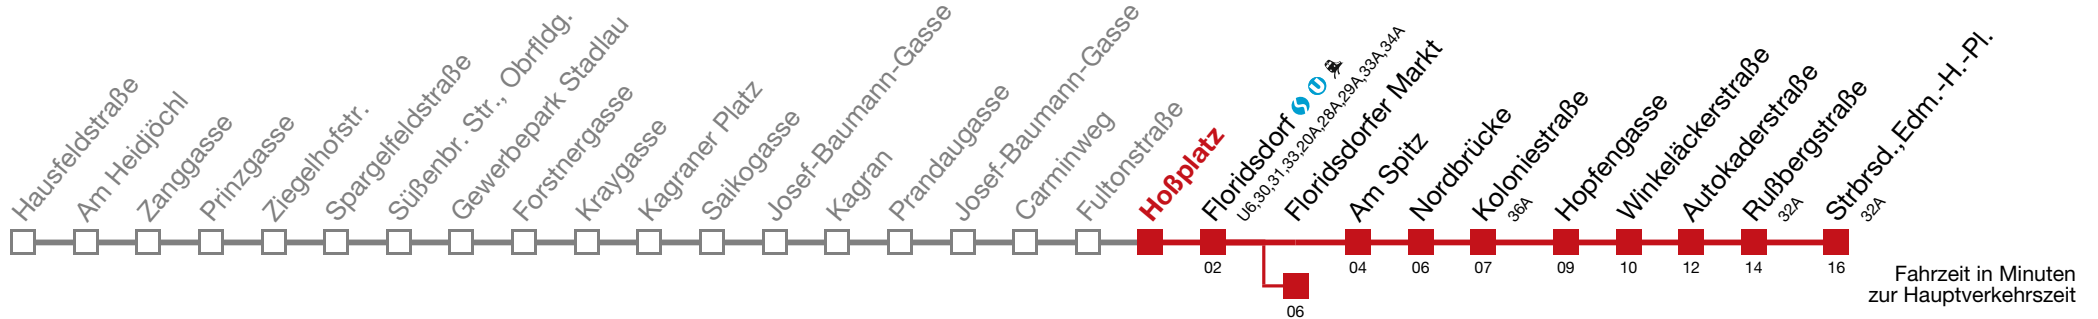 Hausfeldstraße
Am Heidjöchl
Zanggasse
Prinzgasse
Ziegelhofstr.
Spargelfeldstraße
Süßenbr. Str., Obrfldg.
Gewerbepark Stadlau
Forstnergasse
Kraygasse
Kagraner Platz
Saikogasse
Josef-Baumann-Gasse
Kagran
Prandaugasse
Josef-Baumann-Gasse
Carminweg
Fultonstraße
Hoßplatz
Floridsdorf
U6,30,31,33,20A,28A,29A,33A,34A
Floridsdorfer Markt
Am Spitz
Nordbrücke
Koloniestraße
36A
Hopfengasse
Winkeläckerstraße
Autokaderstraße
Rußbergstraße
32A
Strbrsd.,Edm.-H.-Pl.
32A
02
04
06
07
09
10
12
14
16
06
Fahrzeit in Minuten
zur Hauptverkehrszeit